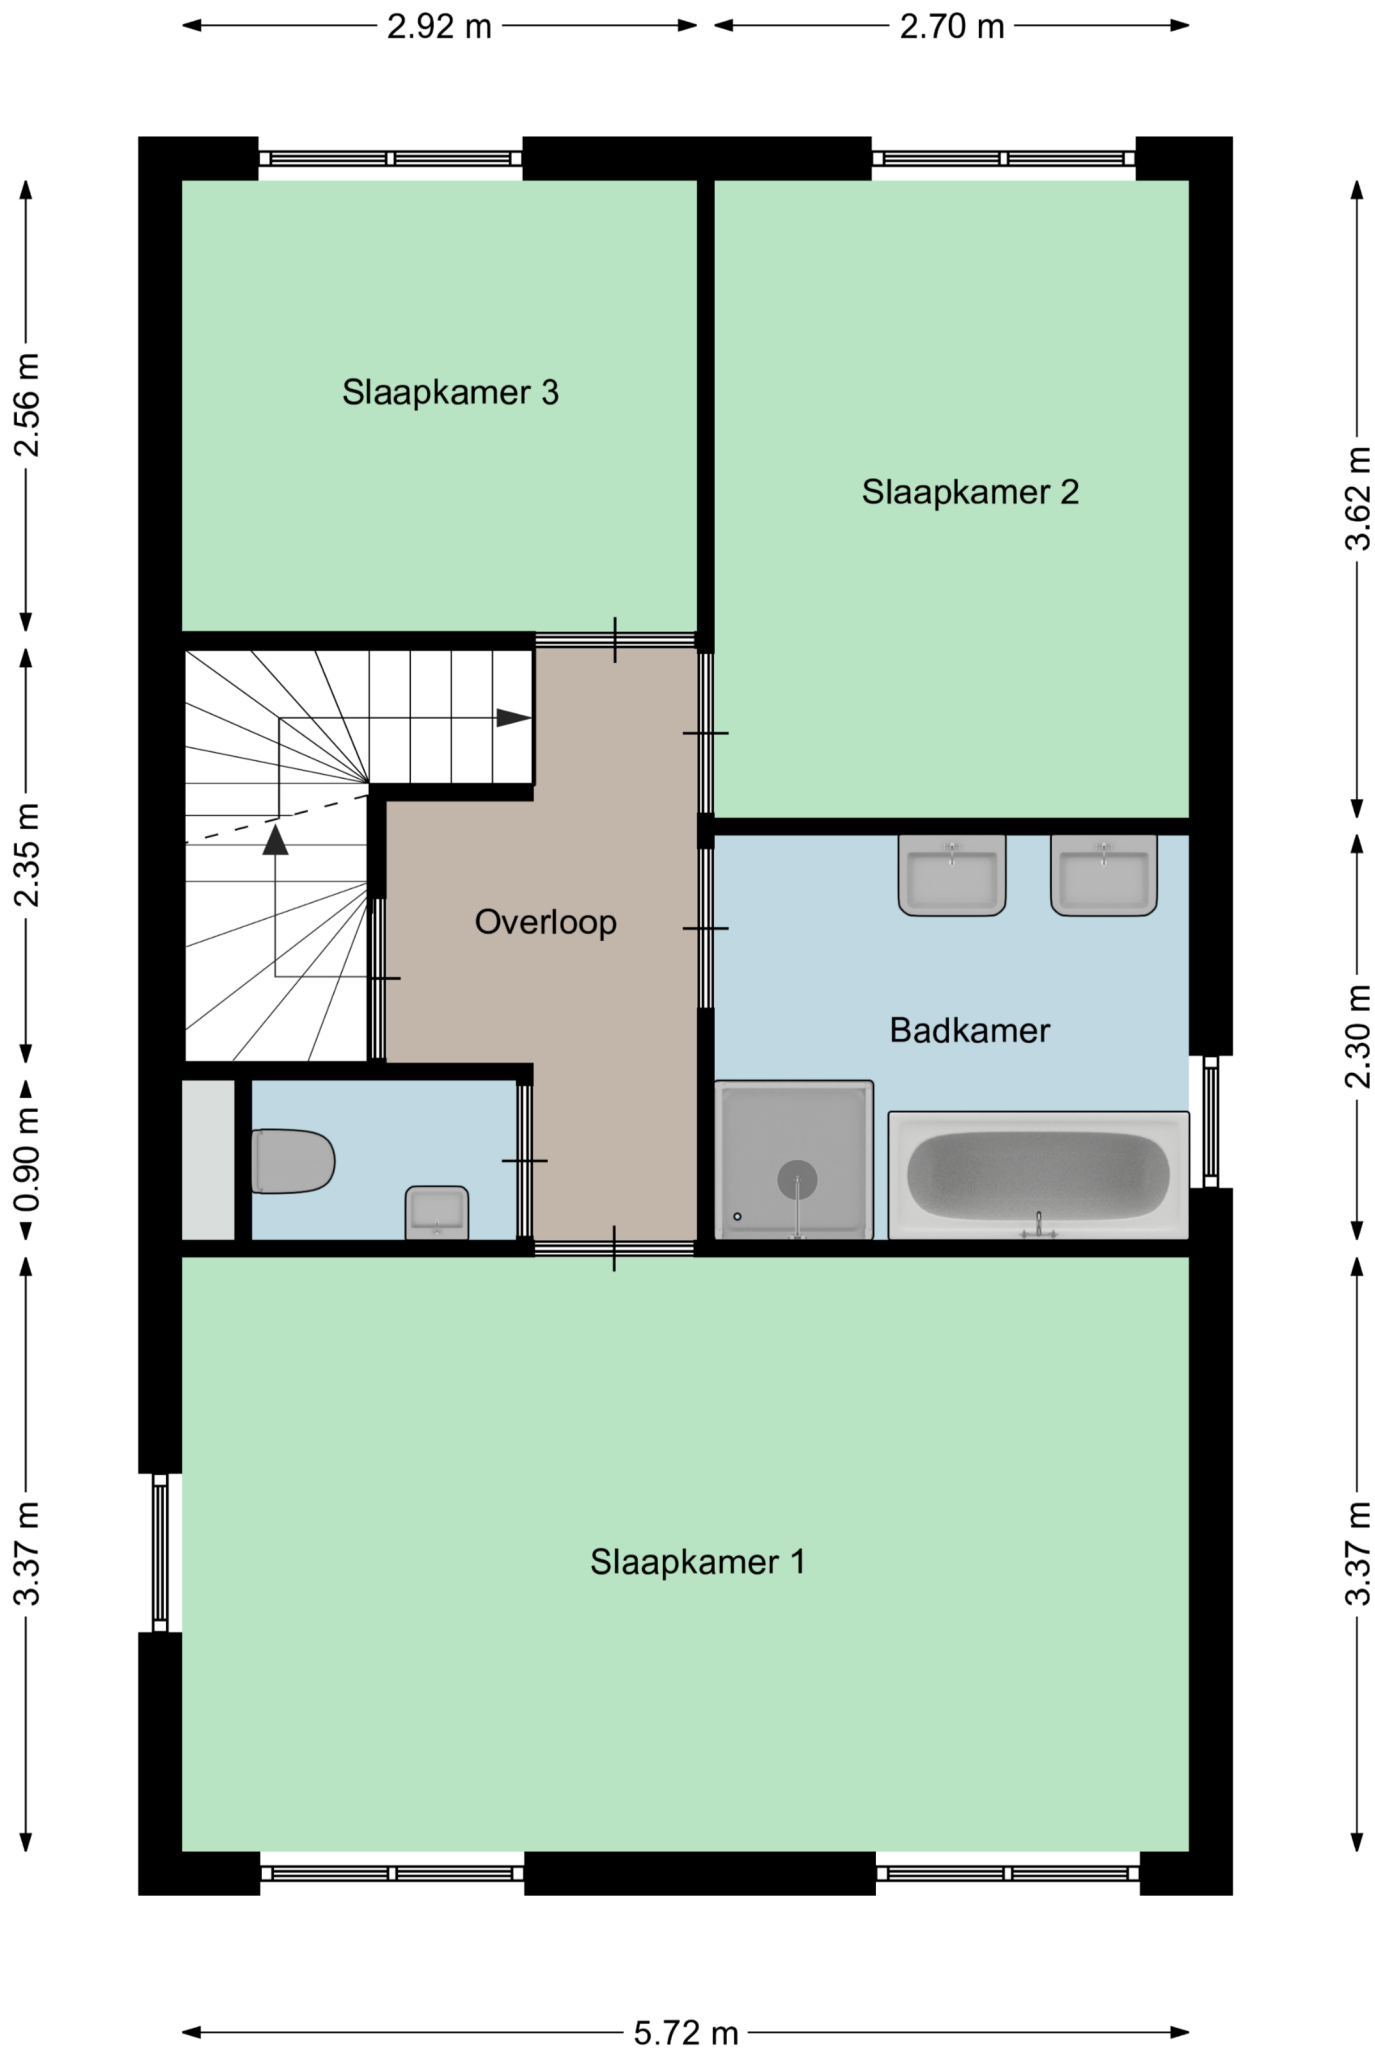 2.92 m
2.70 m
Slaapkamer 3
2.56 m
Slaapkamer 2
3.62 m
2.35 m
Overloop
Badkamer
2.30 m
0.90 m
3.37 m
Slaapkamer 1
3.37 m
5.72 m